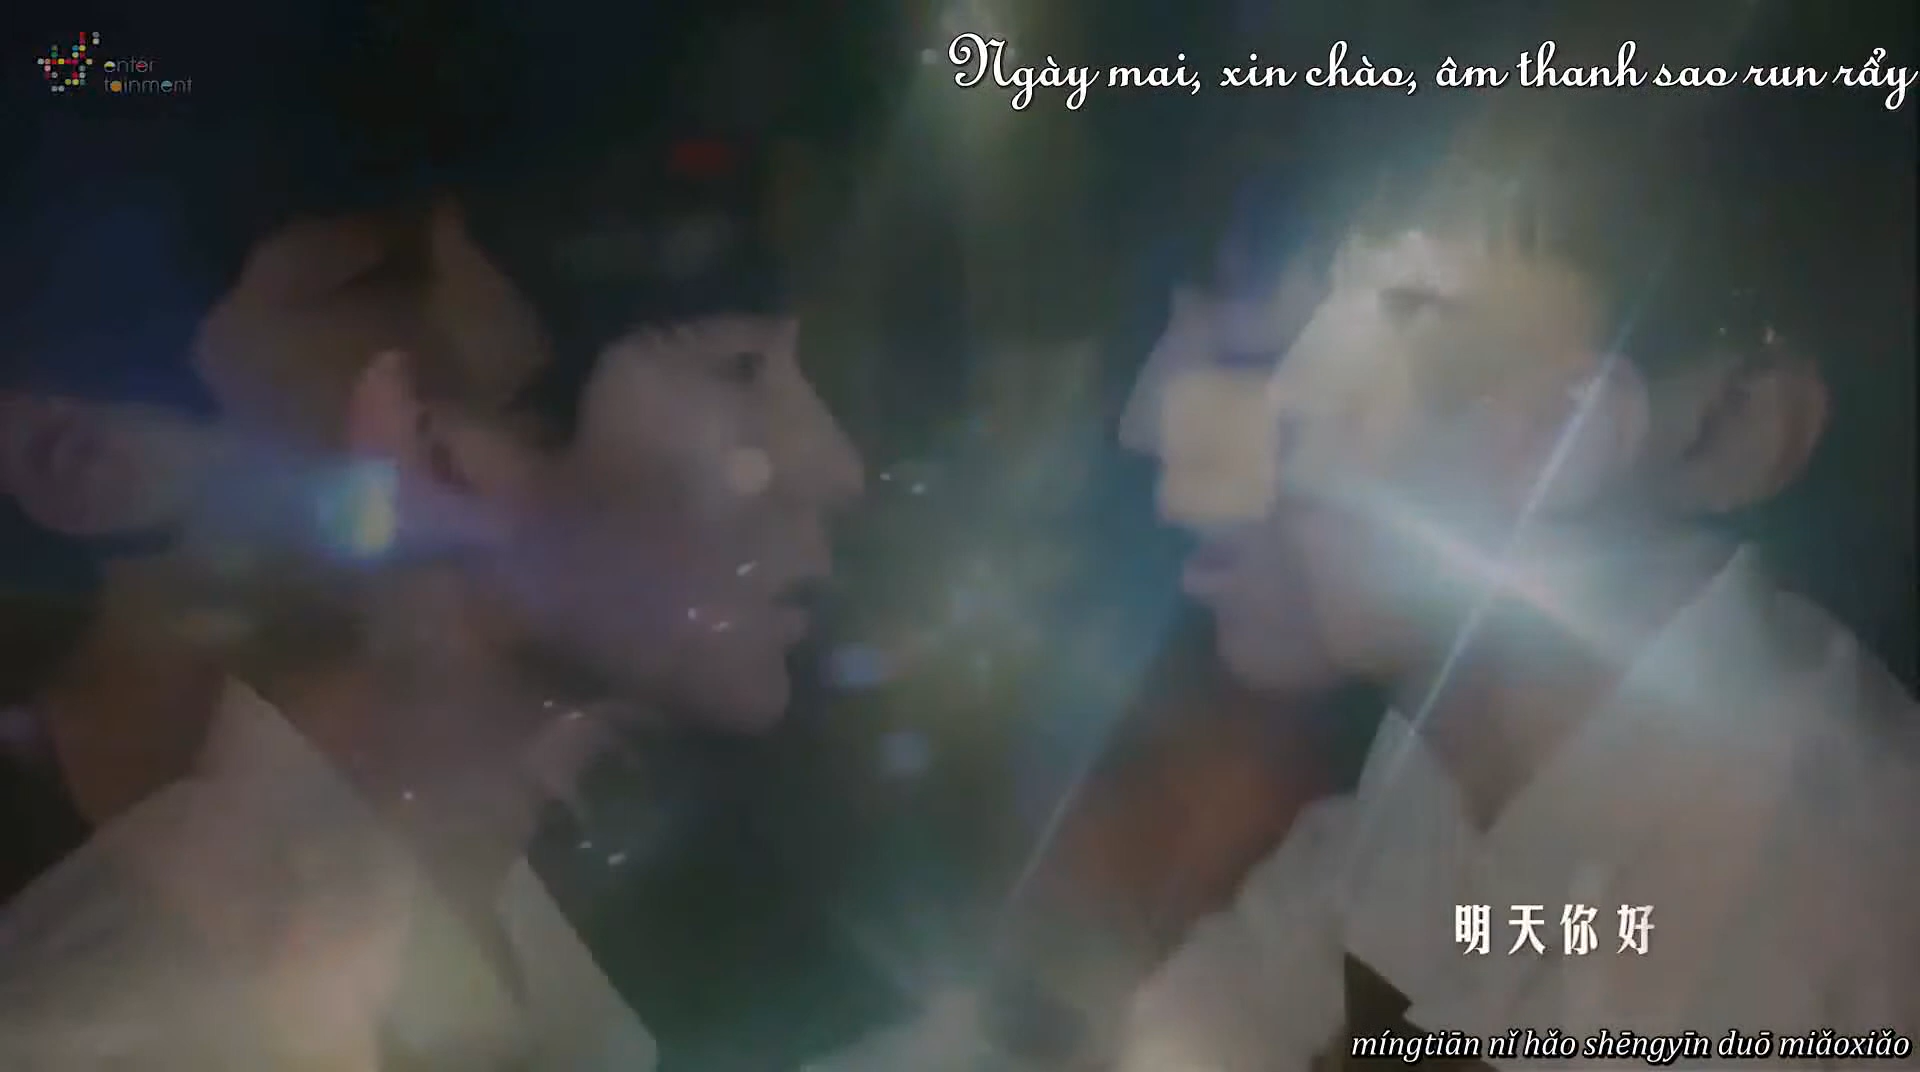 enter
tainment
Ngày mai, xin chào, âm thanh sao run rẩy
明天你好
míngtiān nǐ hǎo shēngyīn duō miǎoxiǎo